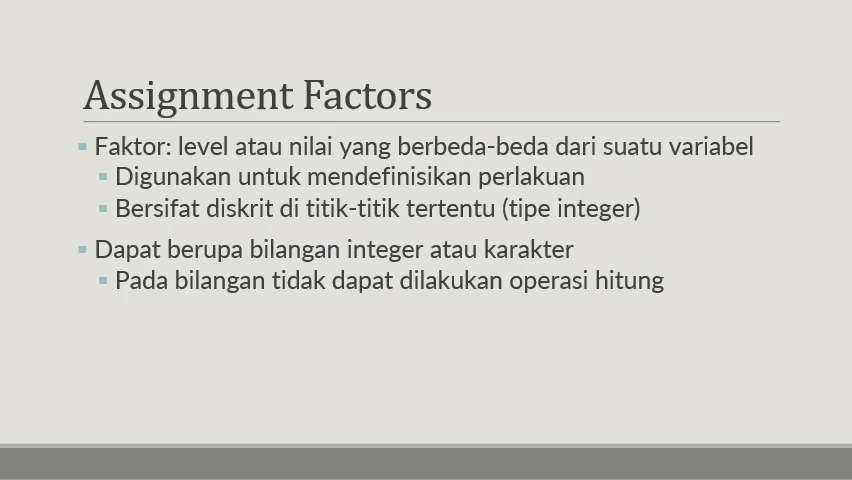 Assignment Factors
Faktor: level atau nilai yang berbeda-beda dari suatu variabel
Digunakan untuk mendefinisikan perlakuan
Bersifat diskrit di titik-titik tertentu (tipe integer)
Dapat berupa bilangan integer atau karakter
Pada bilangan tidak dapat dilakukan operasi hitung